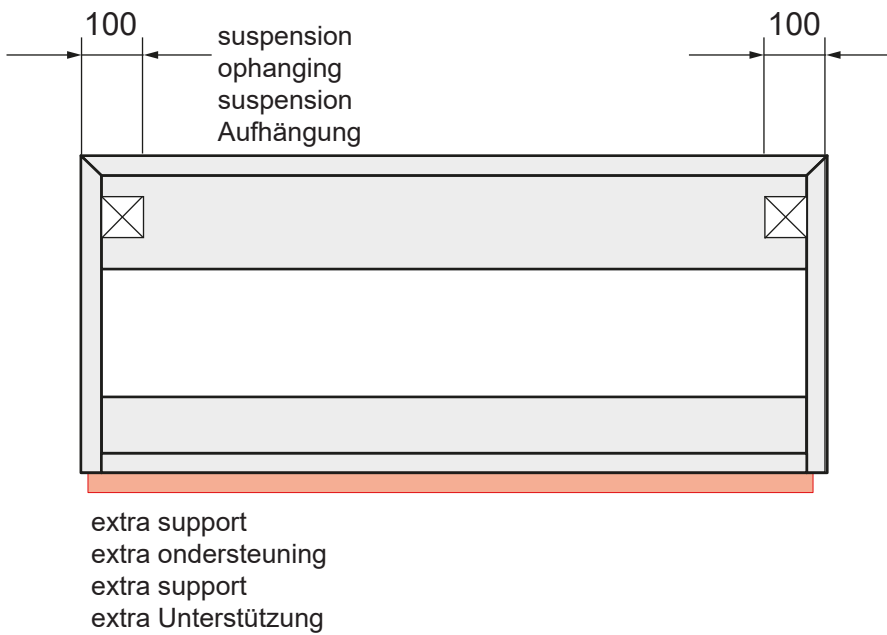 100
100
suspension
ophanging
suspension
Aufhängung
extra support
extra ondersteuning
extra support
extra Unterstützung